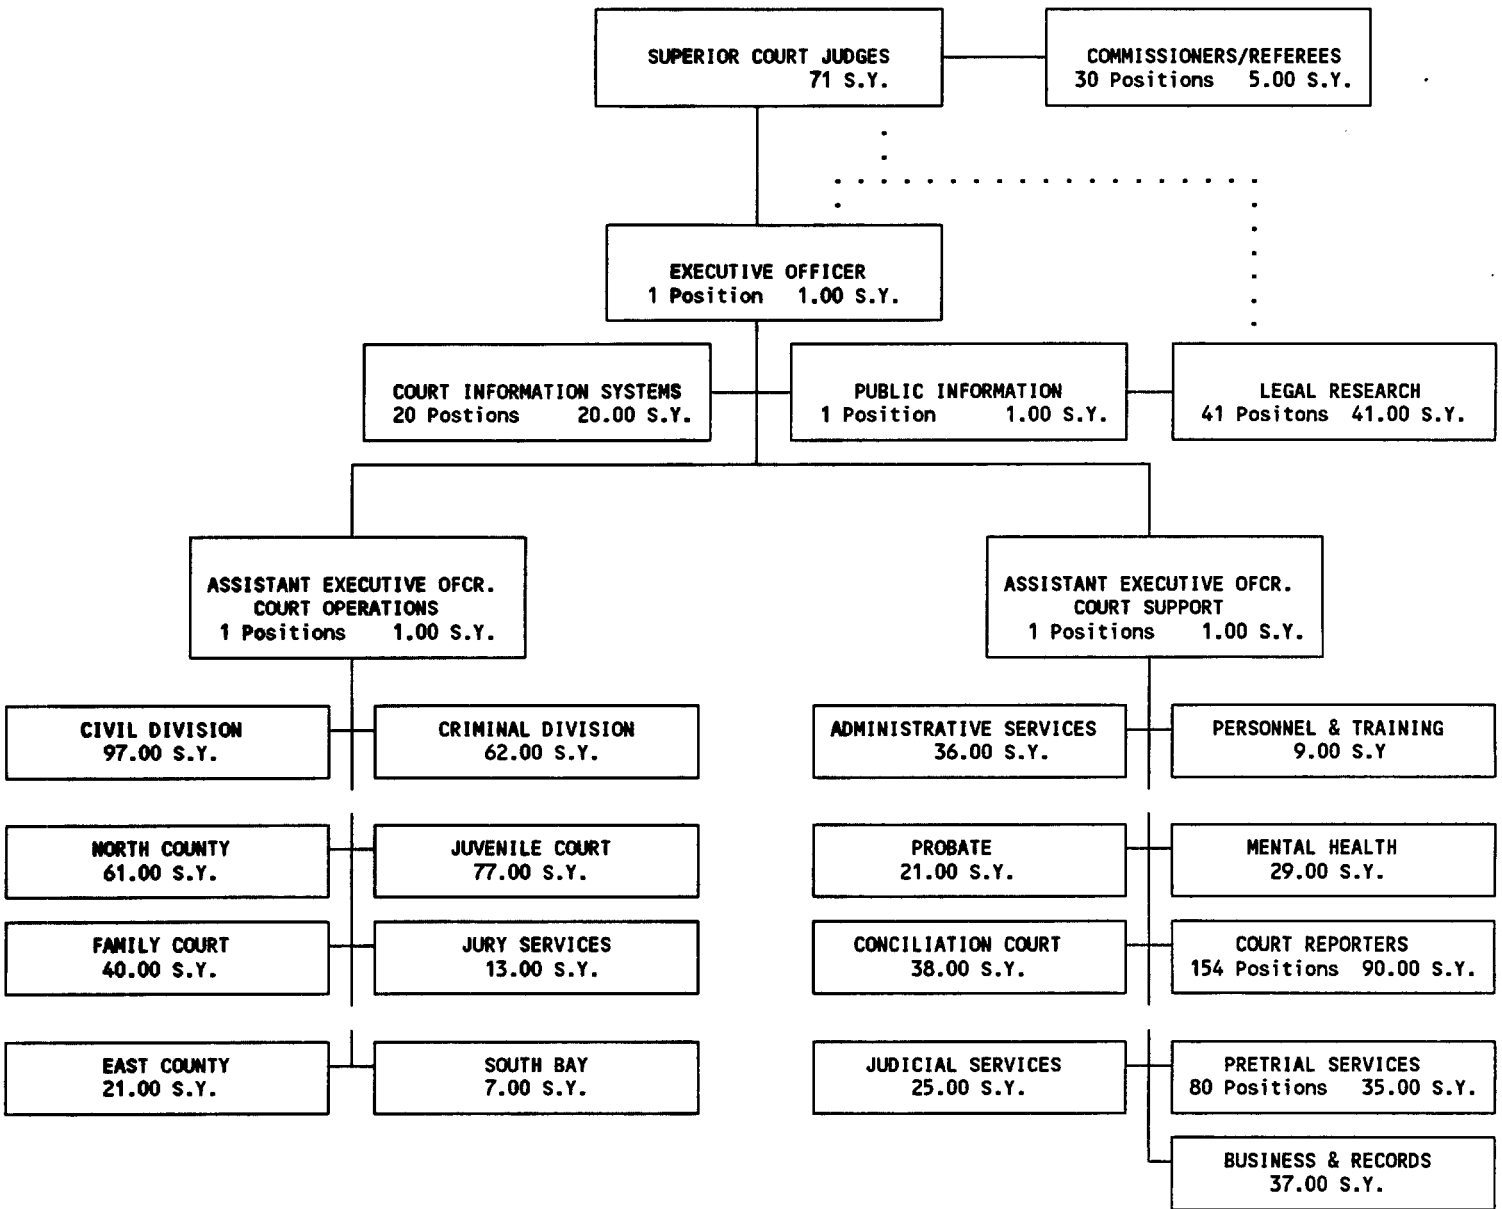 SUPERIOR COURT JUDGES
71 S.Y.
COMMISSIONERS/REFEREES
30 Positions 5.00 S.Y.
EXECUTIVE OFFICER
1 Position 1.00 S.Y.
COURT INFORMATION SYSTEMS
20 Postions 20.00 S.Y.
PUBLIC INFORMATION
1 Position 1.00 S.Y.
LEGAL RESEARCH
41 Positons 41.00 S.Y.
ASSISTANT EXECUTIVE OFCR.
COURT OPERATIONS
1 Positions 1.00 S.Y.
ASSISTANT EXECUTIVE OFCR.
COURT SUPPORT
1 Positions 1.00 S.Y.
CIVIL DIVISION
97.00 S.Y.
CRIMINAL DIVISION
62.00 S.Y.
ADMINISTRATIVE SERVICES
36.00 S.Y.
PERSONNEL & TRAINING
9.00 S.Y
NORTH COUNTY
61.00 S.Y.
JUVENILE COURT
77.00 S.Y.
PROBATE
21.00 S.Y.
MENTAL HEALTH
29.00 S.Y.
FAMILY COURT
40.00 S.Y.
JURY SERVICES
13.00 S.Y.
CONCILIATION COURT
38.00 S.Y.
COURT REPORTERS
154 Positions 90.00 S.Y.
EAST COUNTY
21.00 S.Y.
SOUTH BAY
7.00 S.Y.
JUDICIAL SERVICES
25.00 S.Y.
PRETRIAL SERVICES
80 Positions 35.00 S.Y.
BUSINESS & RECORDS
37.00 S.Y.